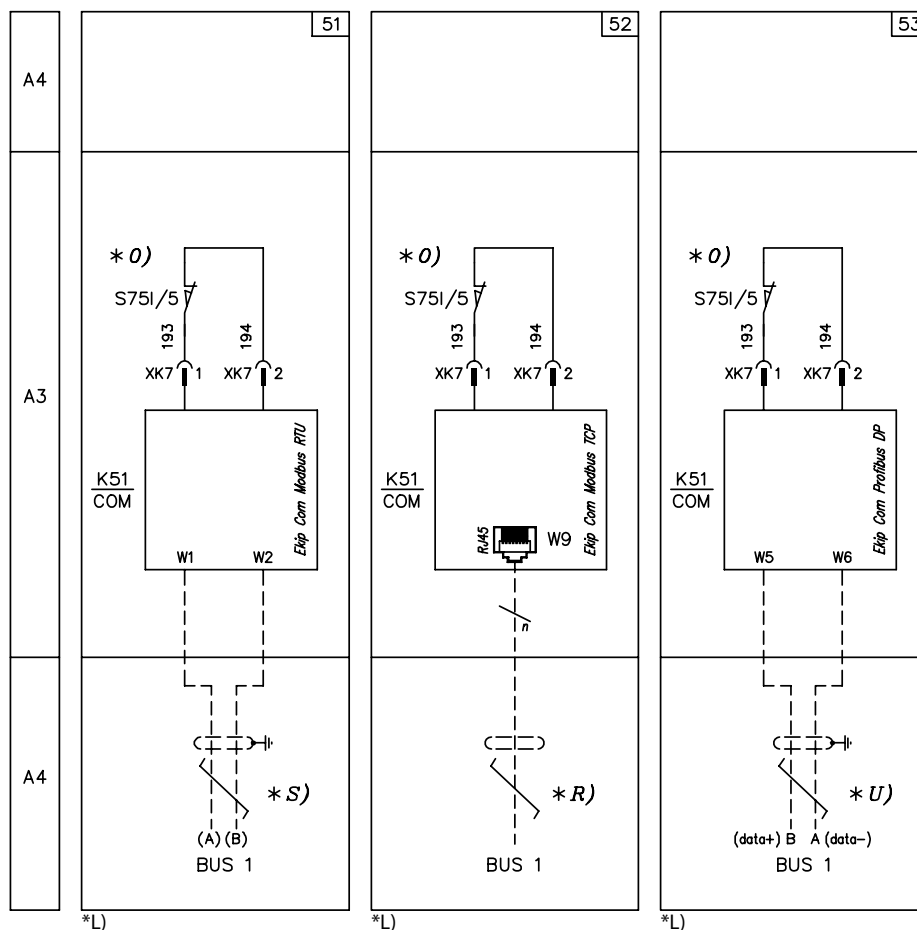 A4
A3
A4
51
*O)
S75I/5
193
194
XK7 1
XK7 2
K51
COM
Ekip Com Modbus RTU
W1
W2
*S)
(A) (B)
BUS 1
*L)
52
*O)
S75I/5
193
194
XK7 1
XK7 2
K51
COM
Ekip Com Modbus TCP
RJ45
W9
n
*R)
BUS 1
*L)
53
*O)
S75I/5
193
194
XK7 1
XK7 2
K51
COM
Ekip Com Profibus DP
W5
W6
*U)
(data+) B A (data-)
BUS 1
*L)